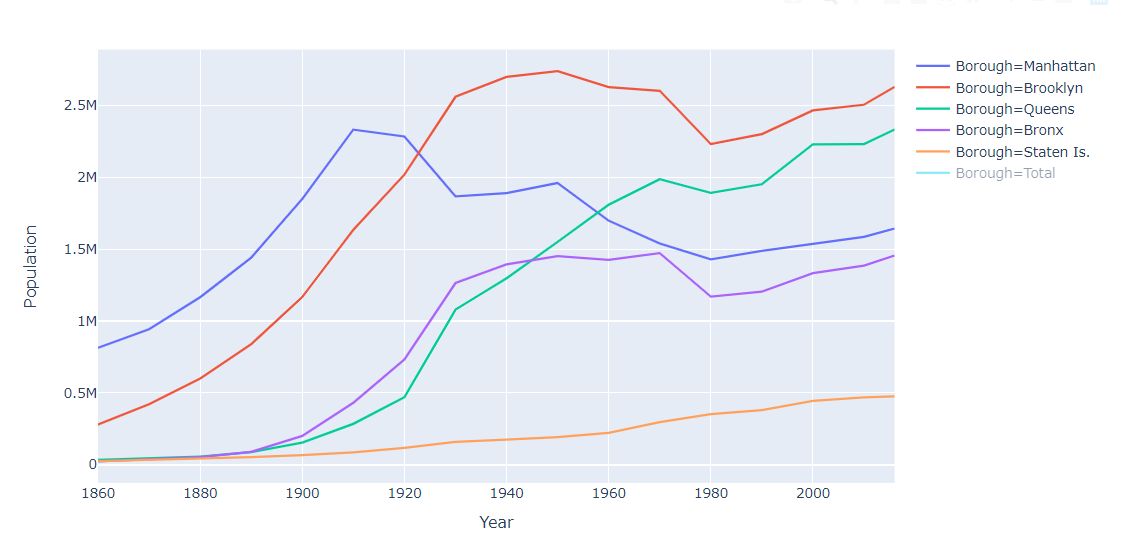 Borough=Manhattan
Borough=Brooklyn
Borough=Queens
Borough=Bronx
Borough=Staten Is.
Borough=Total
2.5M
2M
1.5M
1M
0.5M
0
Population
1860 1880 1900 1920 1940 1960 1980 2000
Year